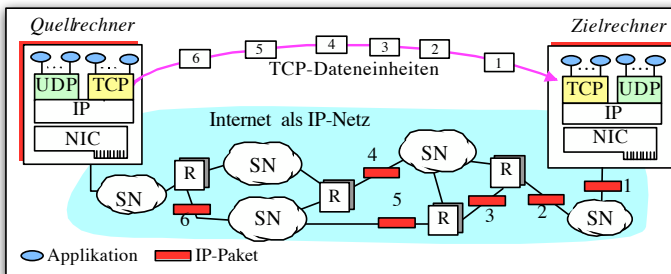 Quellrechner
Zielrechner
6 5 4 3 2 1
TCP-Dateneinheiten
... ...
UDP TCP
IP
NIC
... ...
TCP UDP
IP
NIC
Internet als IP-Netz
SN
R
SN
SN
R
4
SN
R
5
R
3
2
6
1
SN
Applikation
IP-Paket